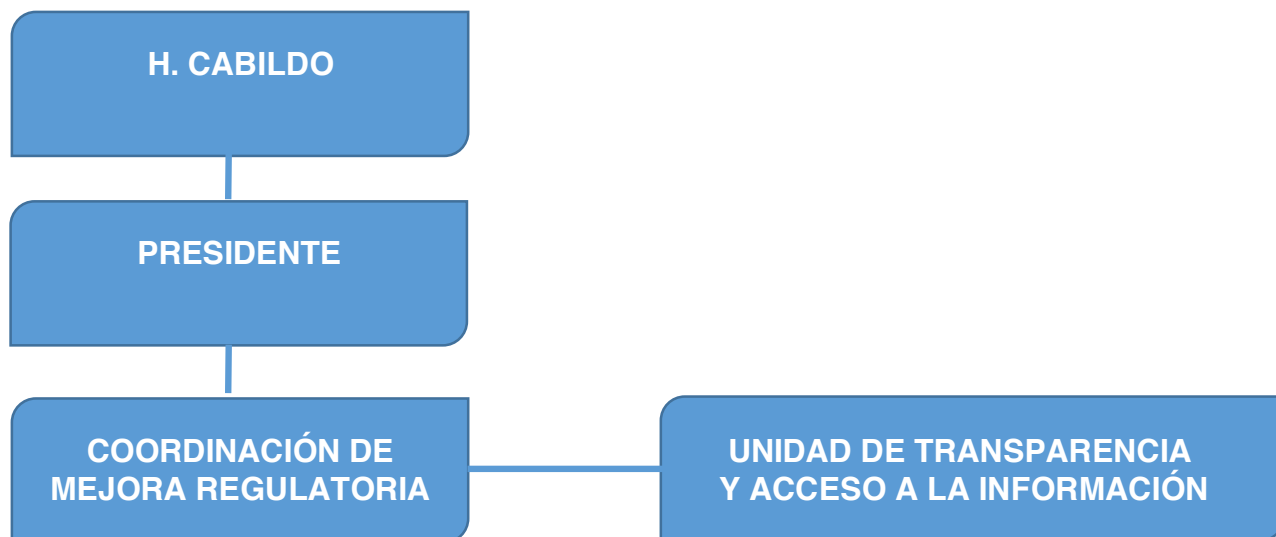 H. CABILDO
PRESIDENTE
COORDINACIÓN DE
MEJORA REGULATORIA
UNIDAD DE TRANSPARENCIA
Y ACCESO A LA INFORMACIÓN